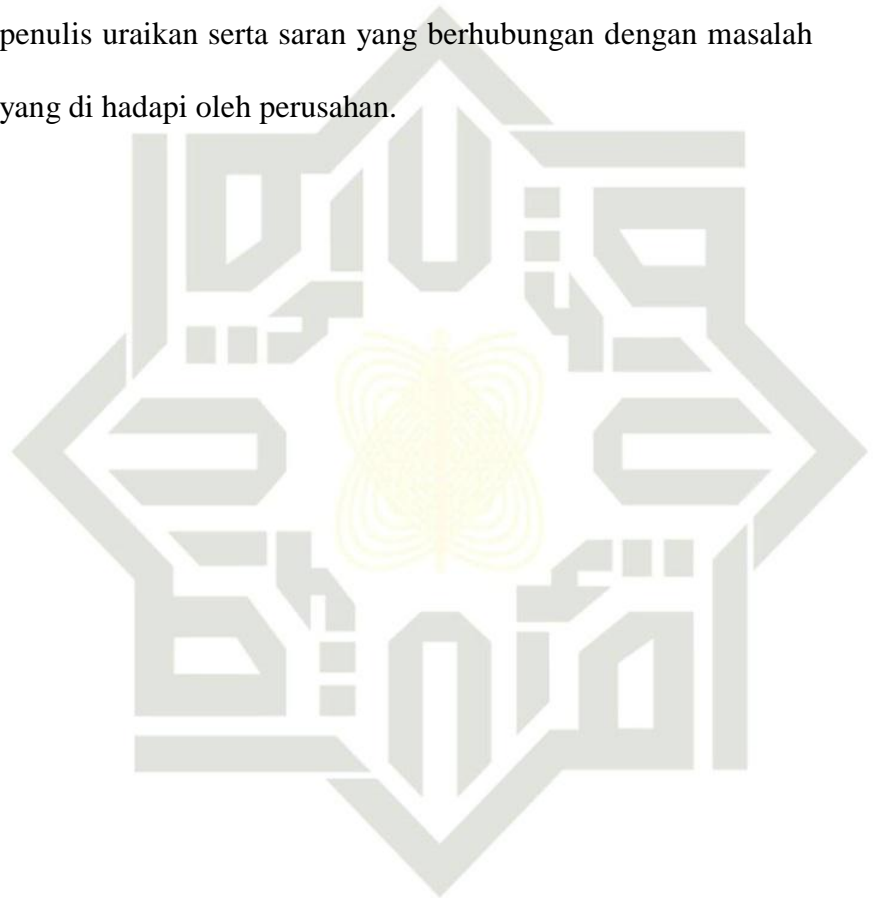 penulis uraikan serta saran yang berhubungan dengan masalah
yang di hadapi oleh perusahan.